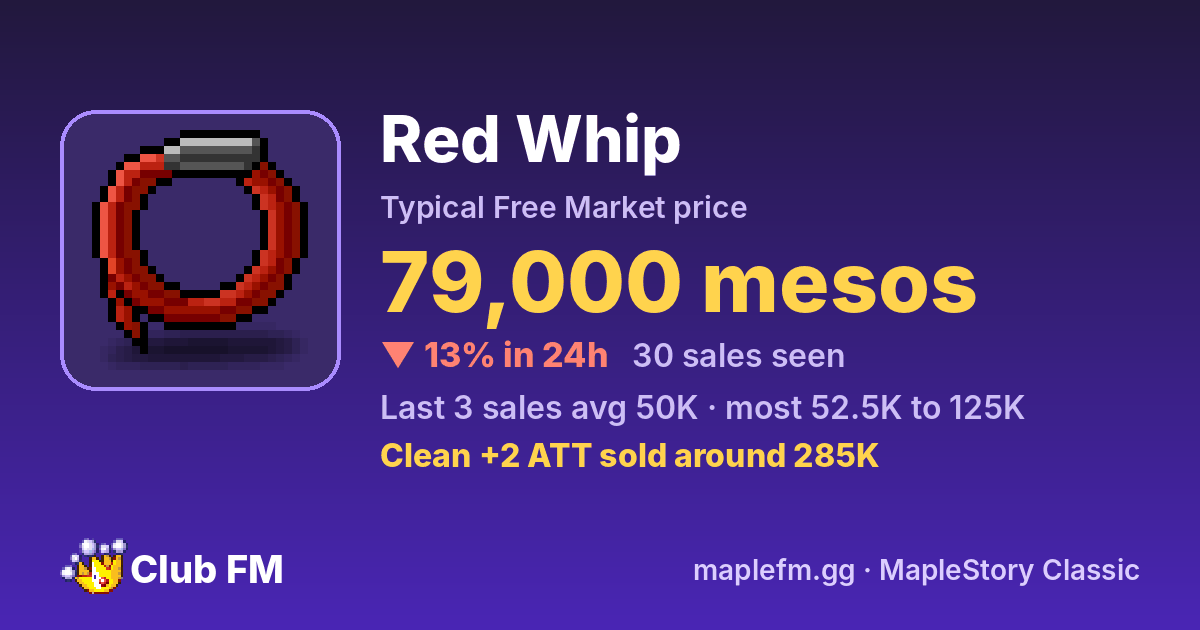 Red Whip
Typical Free Market price
79,000 mesos
▼ 13% in 24h 30 sales seen
Last 3 sales avg 50K · most 52.5K to 125K
Clean +2 ATT sold around 285K
Club FM
maplefm.gg · MapleStory Classic